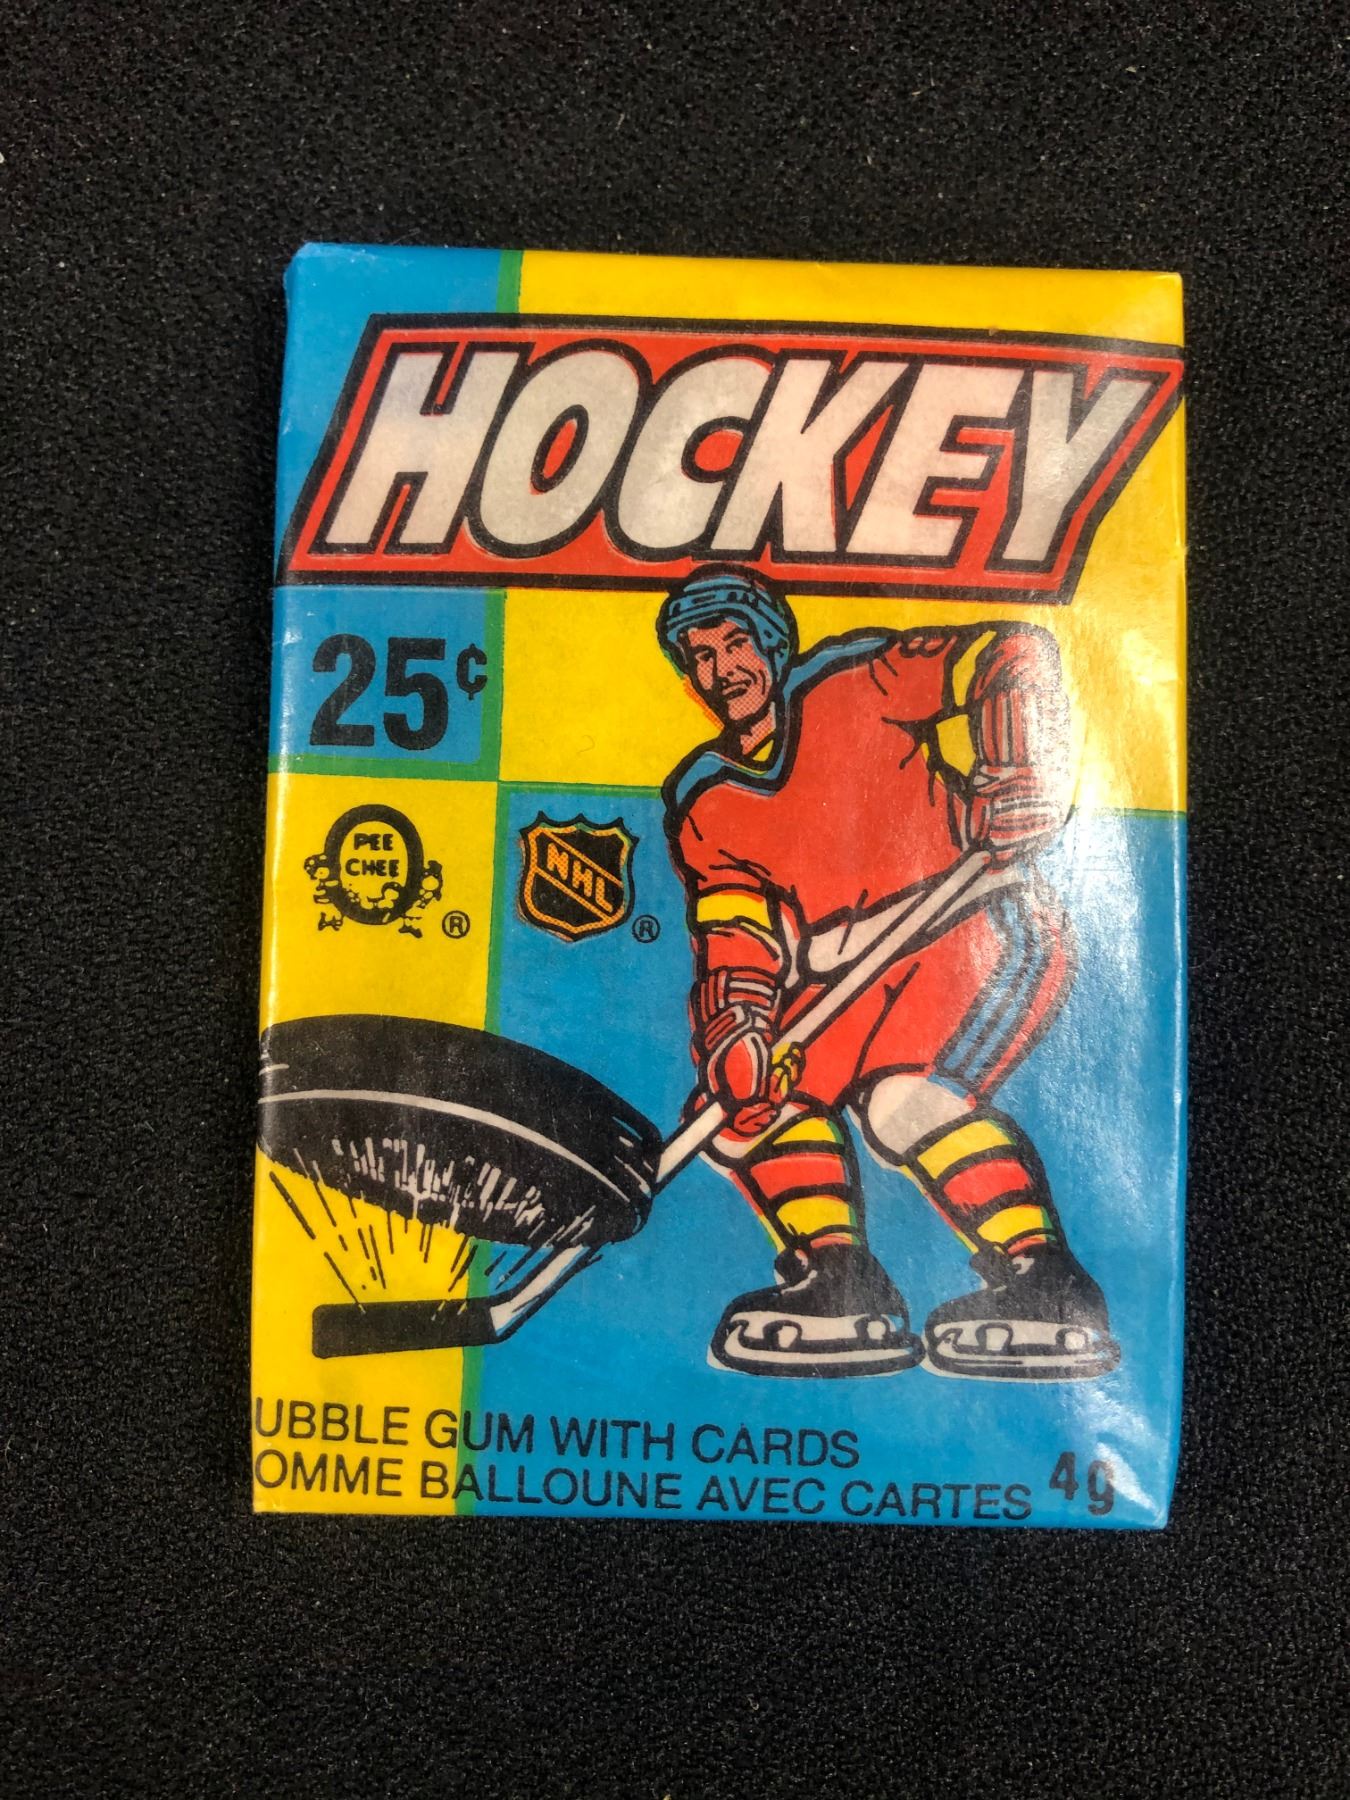 HOCKEY
25¢
PEE
CHEE
®
NHL
®
UBBLE GUM WITH CARDS
OMME BALLOUNE AVEC CARTES 4g